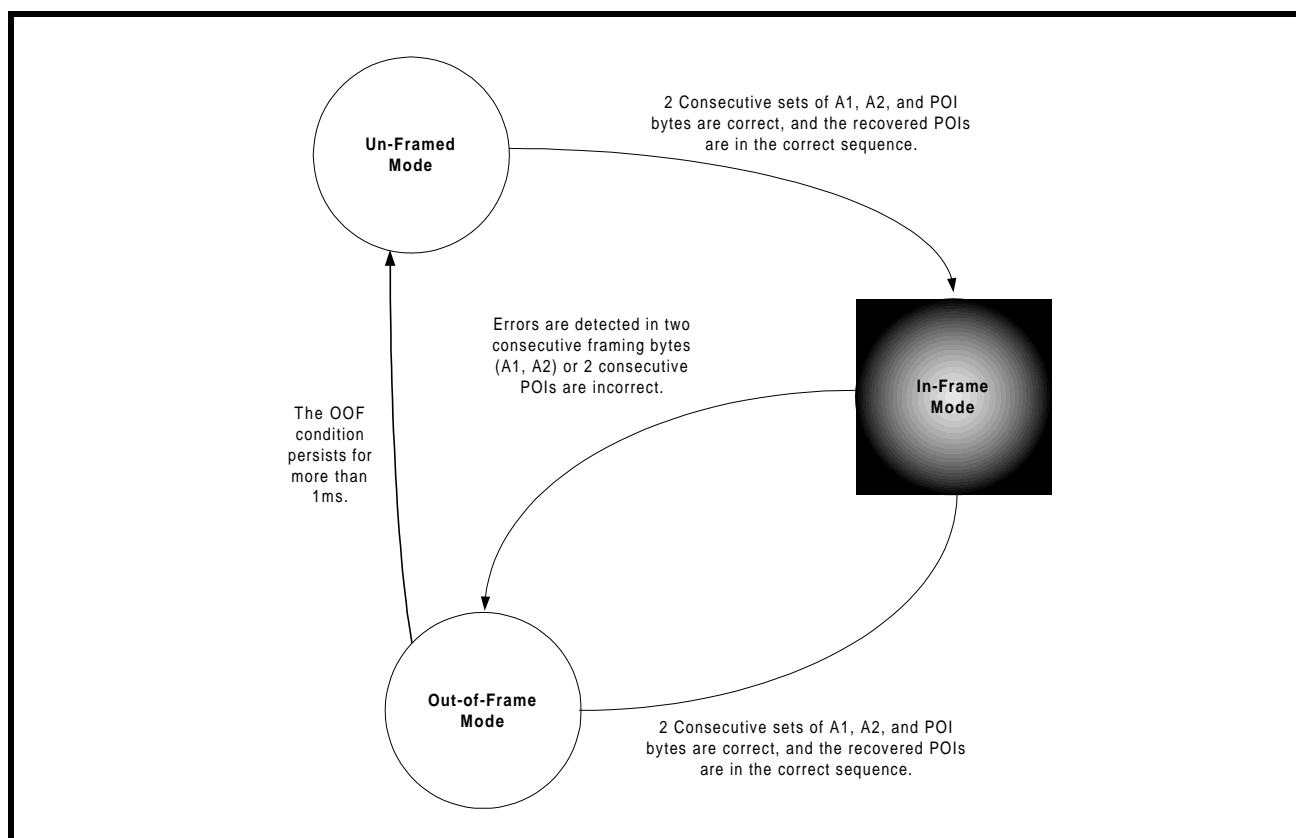 Un-Framed
Mode
2 Consecutive sets of A1, A2, and POI
bytes are correct, and the recovered POIs
are in the correct sequence.
Errors are detected in two
consecutive framing bytes
(A1, A2) or 2 consecutive
POIs are incorrect.
In-Frame
Mode
The OOF
condition
persists for
more than
1ms.
Out-of-Frame
Mode
2 Consecutive sets of A1, A2, and POI
bytes are correct, and the recovered POIs
are in the correct sequence.